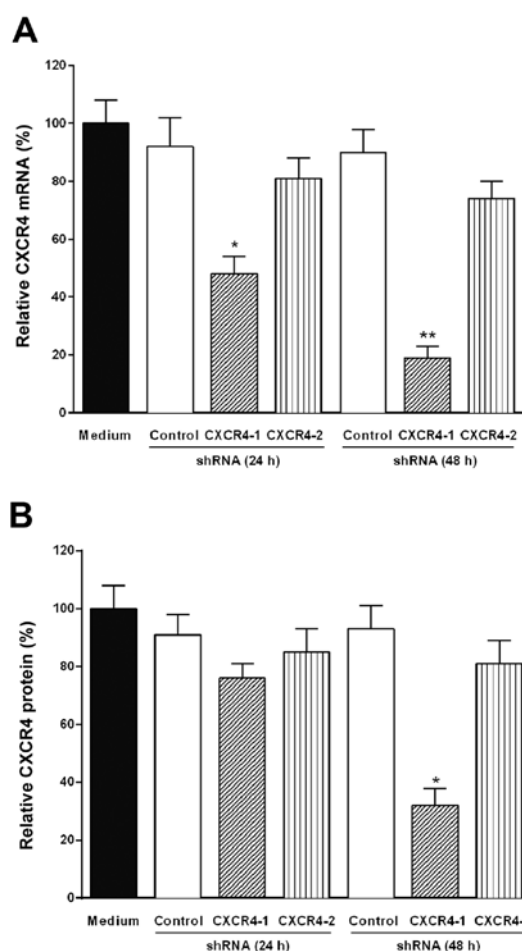 A
Relative CXCR4 mRNA (%)
120
100
80
60
40
20
0
*
**
Medium Control CXCR4-1 CXCR4-2 Control CXCR4-1 CXCR4-2
shRNA (24 h) shRNA (48 h)
B
Relative CXCR4 protein (%)
120
100
80
60
40
20
0
*
Medium Control CXCR4-1 CXCR4-2 Control CXCR4-1 CXCR4-
shRNA (24 h) shRNA (48 h)